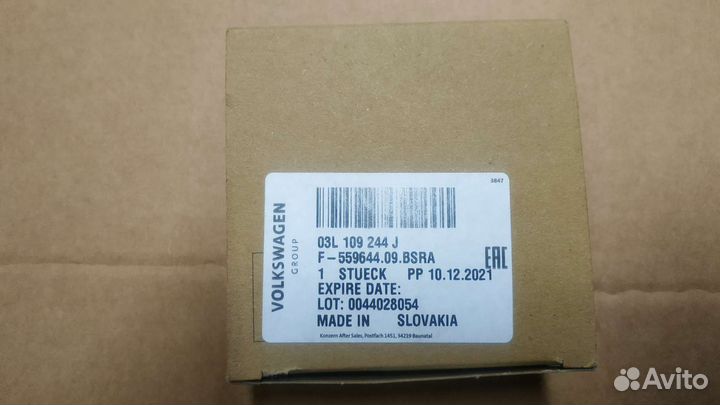 3847
VOLKSWAGEN
GROUP
03L 109 244 J
F-559644.09.BSRA
1 STUECK PP 10.12.2021
EXPIRE DATE:
LOT: 0044028054
MADE IN SLOVAKIA
Konzern After Sales, Postfach 1451, 34219 Baunatal
EAC
Avito